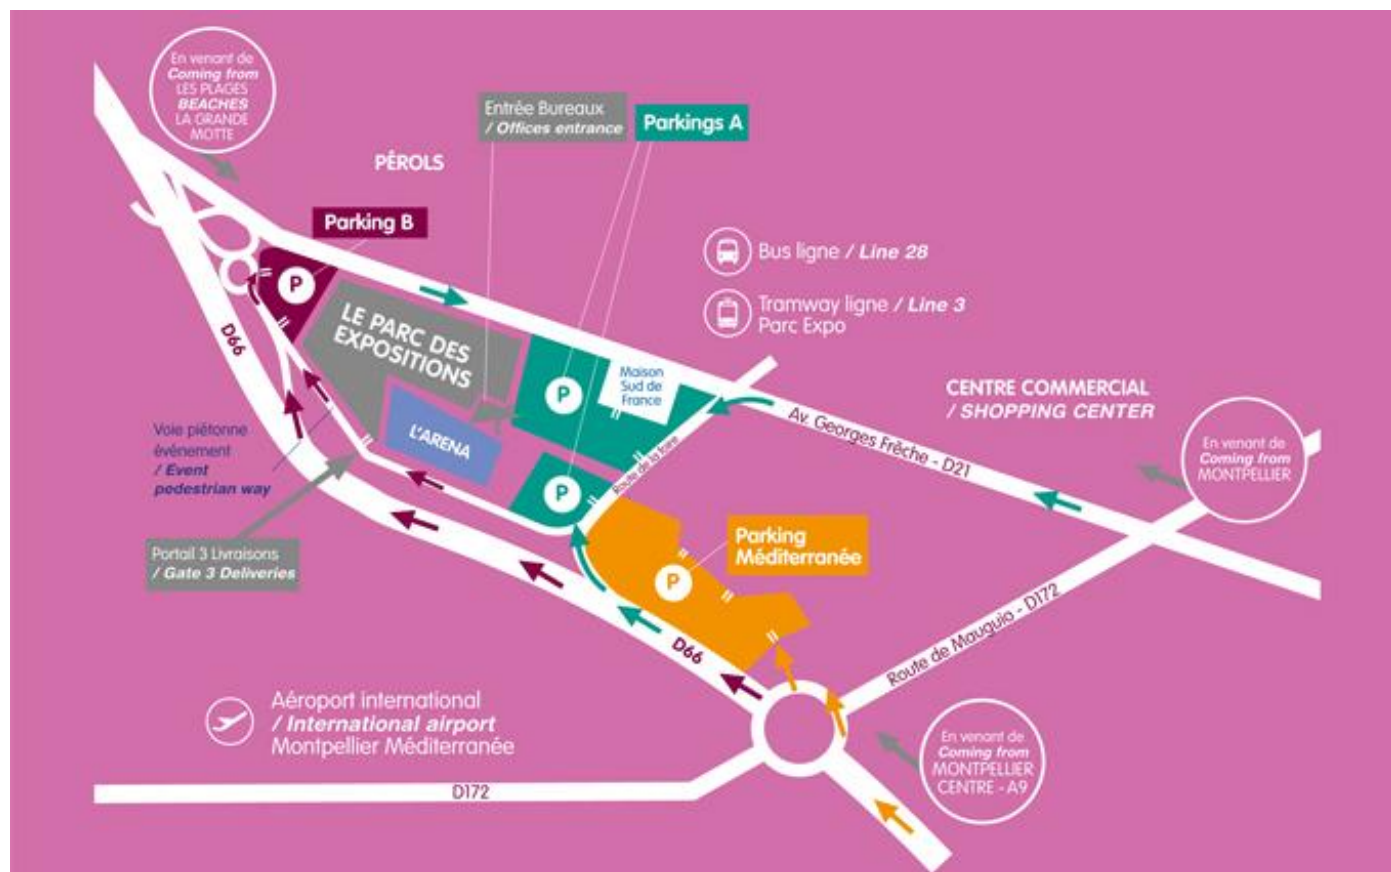 En venant de
Coming from
LES PLAGES
BEACHES
LA GRANDE
MOTTE
PÉROLS
Entrée Bureaux
/ Offices entrance
Parkings A
Parking B
P
Bus ligne / Line 28
Tramway ligne / Line 3
Parc Expo
LE PARC DES
EXPOSITIONS
D66
P
Maison
Sud de
France
CENTRE COMMERCIAL
/ SHOPPING CENTER
Av. Georges Frêche - D21
En venant de
Coming from
MONTPELLIER
L'ARENA
Voie piétonne
événement
/ Event
pedestrian way
Route de la foire
P
Portail 3 Livraisons
/ Gate 3 Deliveries
Parking
Méditerranée
P
D66
Route de Mauguio - D172
Aéroport international
/ International airport
Montpellier Méditerranée
En venant de
Coming from
MONTPELLIER
CENTRE - A9
D172